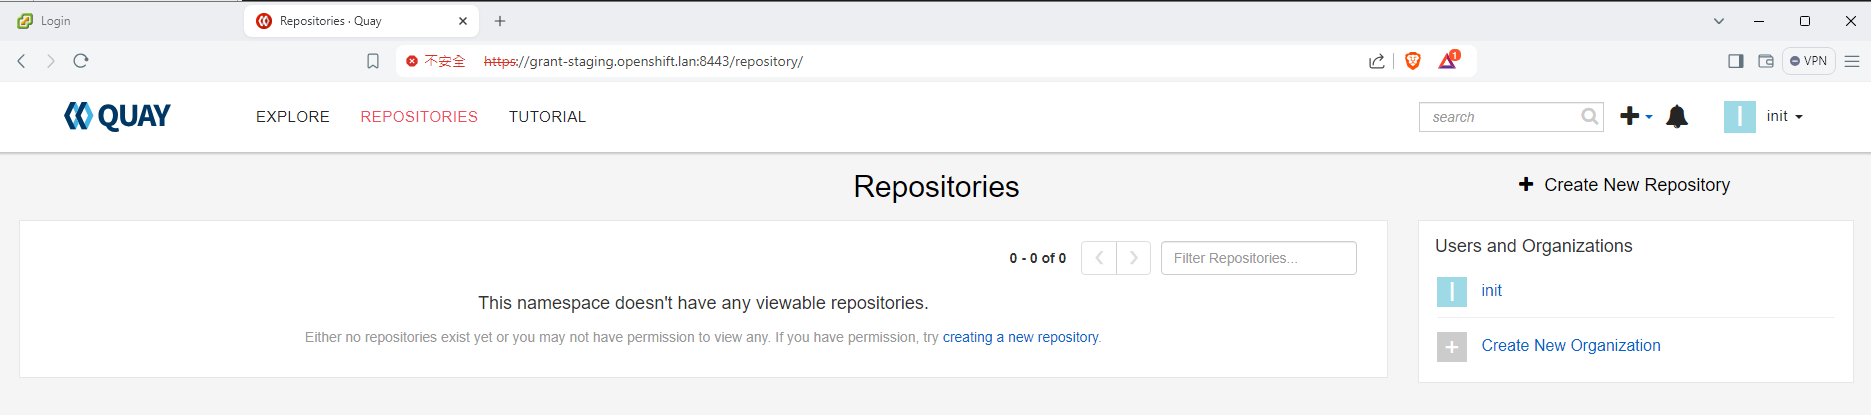 Login
Repositories · Quay
不安全 https://grant-staging.openshift.lan:8443/repository/
1
VPN
QUAY
EXPLORE REPOSITORIES TUTORIAL
search
I init
Repositories
Create New Repository
0 - 0 of 0
Filter Repositories...
This namespace doesn't have any viewable repositories.
Either no repositories exist yet or you may not have permission to view any. If you have permission, try creating a new repository.
Users and Organizations
I init
Create New Organization